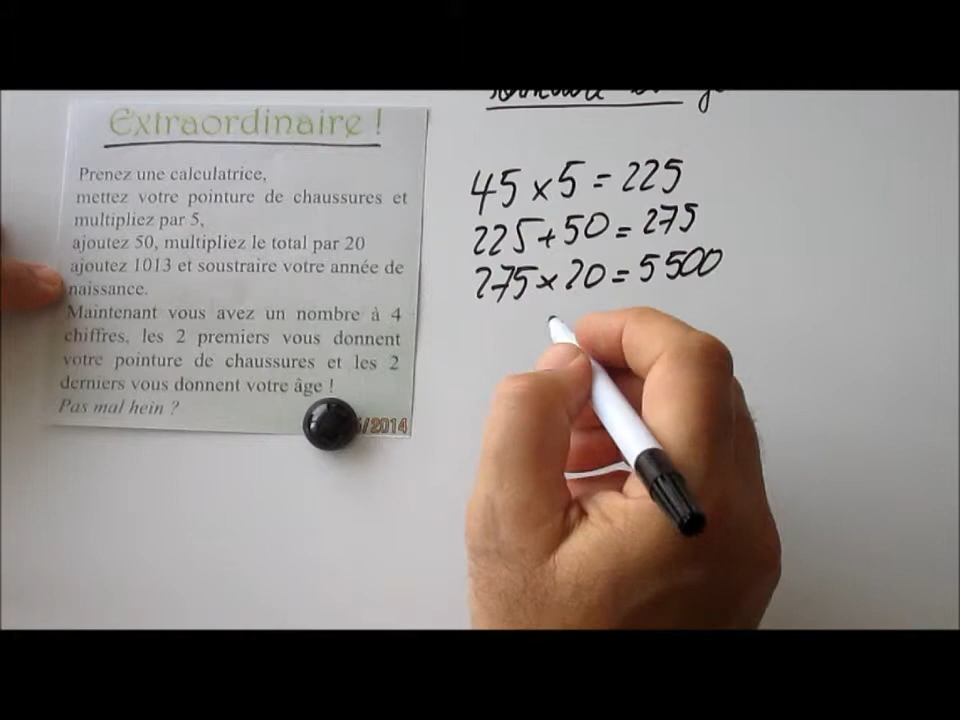 Extraordinaire !
Prenez une calculatrice,
mettez votre pointure de chaussures et
multipliez par 5,
ajoutez 50, multipliez le total par 20
ajoutez 1013 et soustraire votre année de
naissance.
Maintenant vous avez un nombre à 4
chiffres, les 2 premiers vous donnent
votre pointure de chaussures et les 2
derniers vous donnent votre âge !
Pas mal hein ?
/2014
45 x 5 = 225
225 + 50 = 275
275 x 20 = 5500